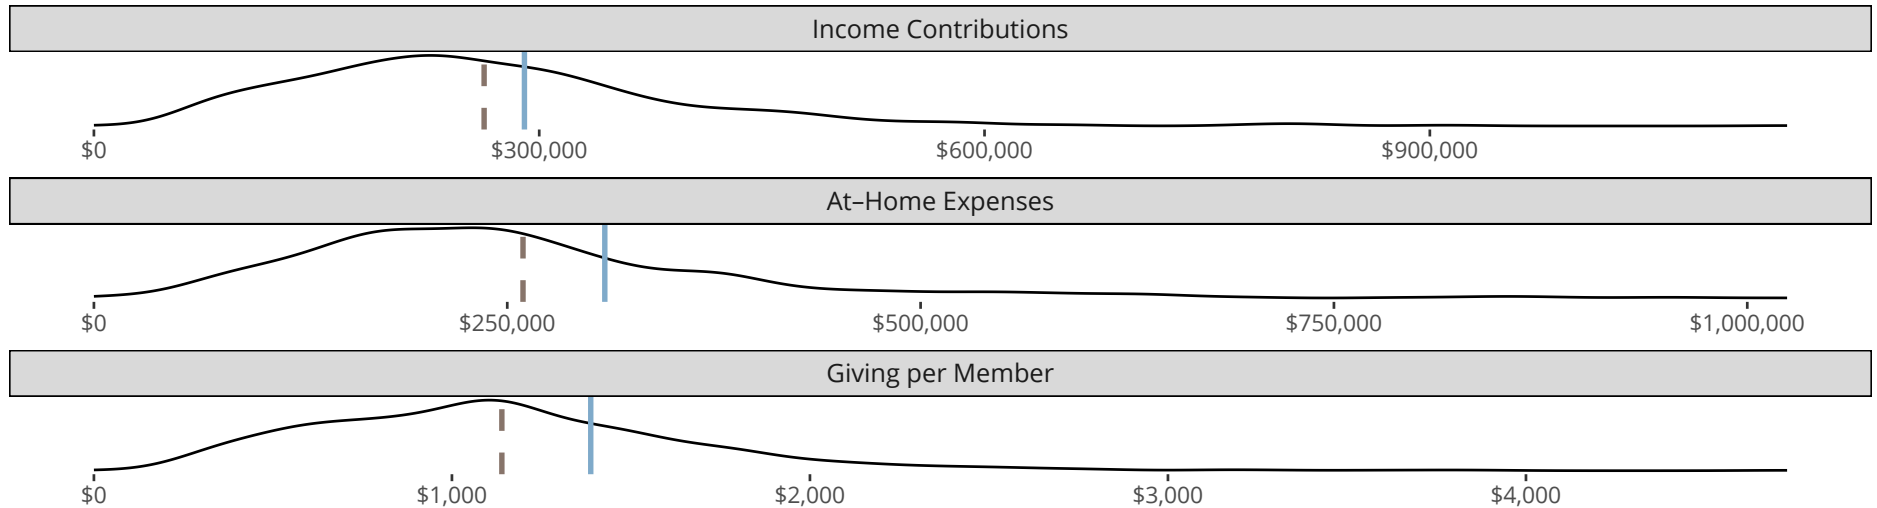 Income Contributions
$0 $300,000 $600,000 $900,000
At–Home Expenses
$0 $250,000 $500,000 $750,000 $1,000,000
Giving per Member
$0 $1,000 $2,000 $3,000 $4,000